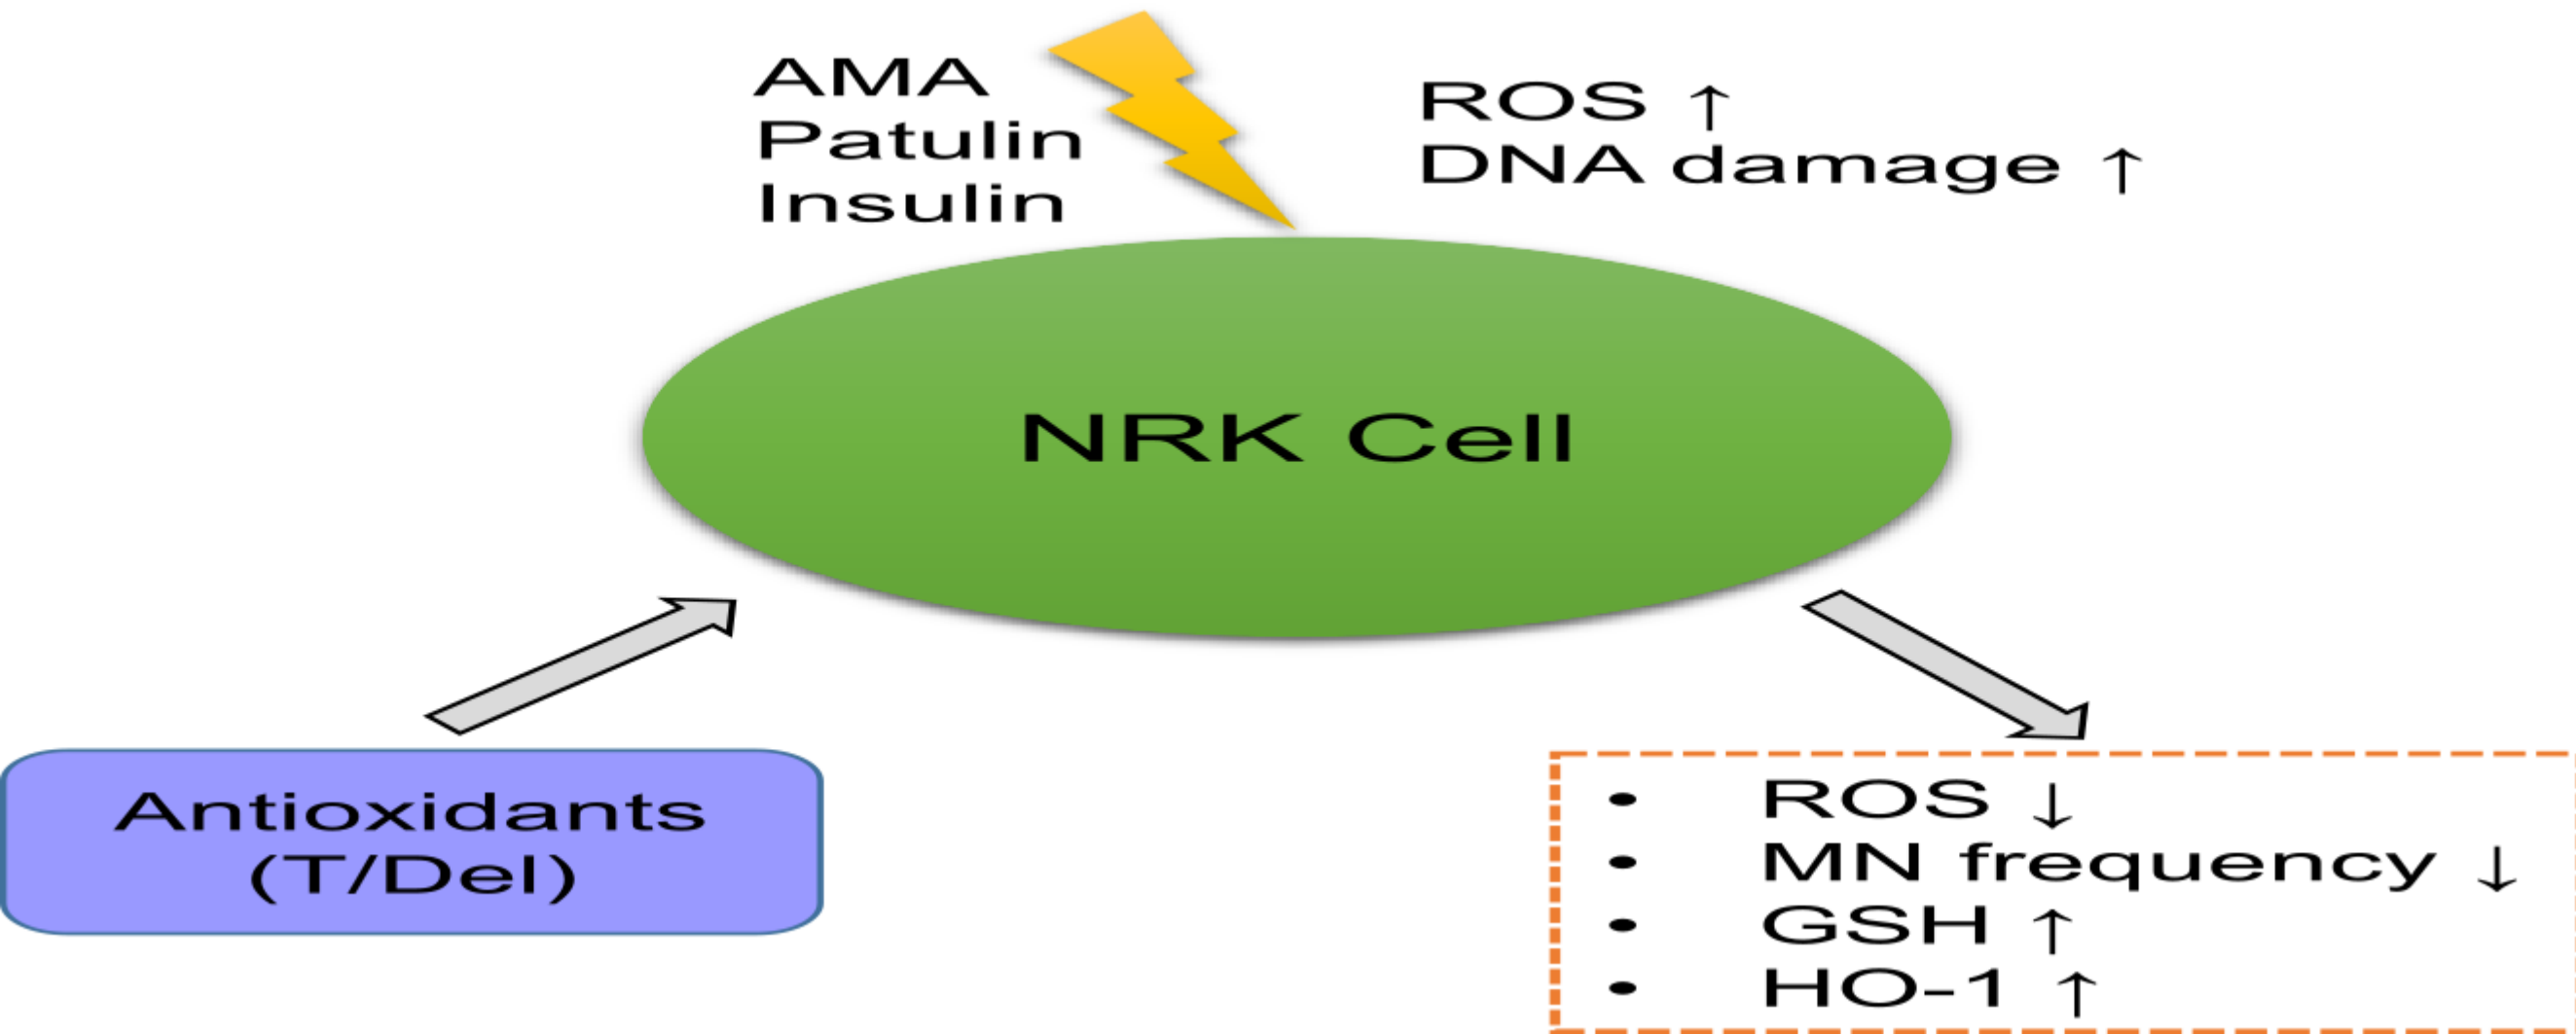 AMA
Patulin
Insulin
ROS ↑
DNA damage ↑
NRK Cell
Antioxidants
(T/Del)
• ROS ↓
• MN frequency ↓
• GSH ↑
• HO-1 ↑